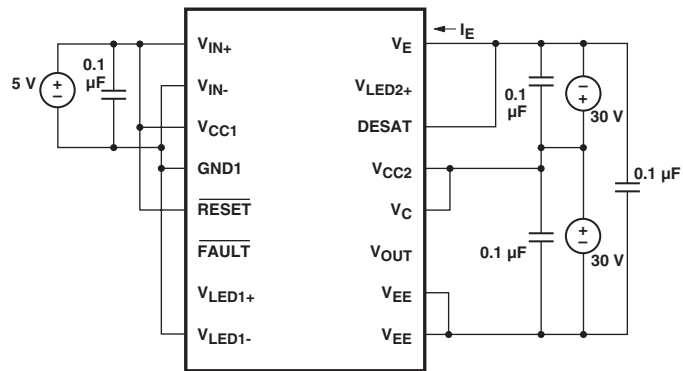 I_E
V_IN+
V_E
5 V
0.1 µF
V_IN-
V_LED2+
0.1 µF
30 V
V_CC1
DESAT
GND1
V_CC2
0.1 µF
RESET
V_C
FAULT
V_OUT
0.1 µF
30 V
V_LED1+
V_EE
V_LED1-
V_EE